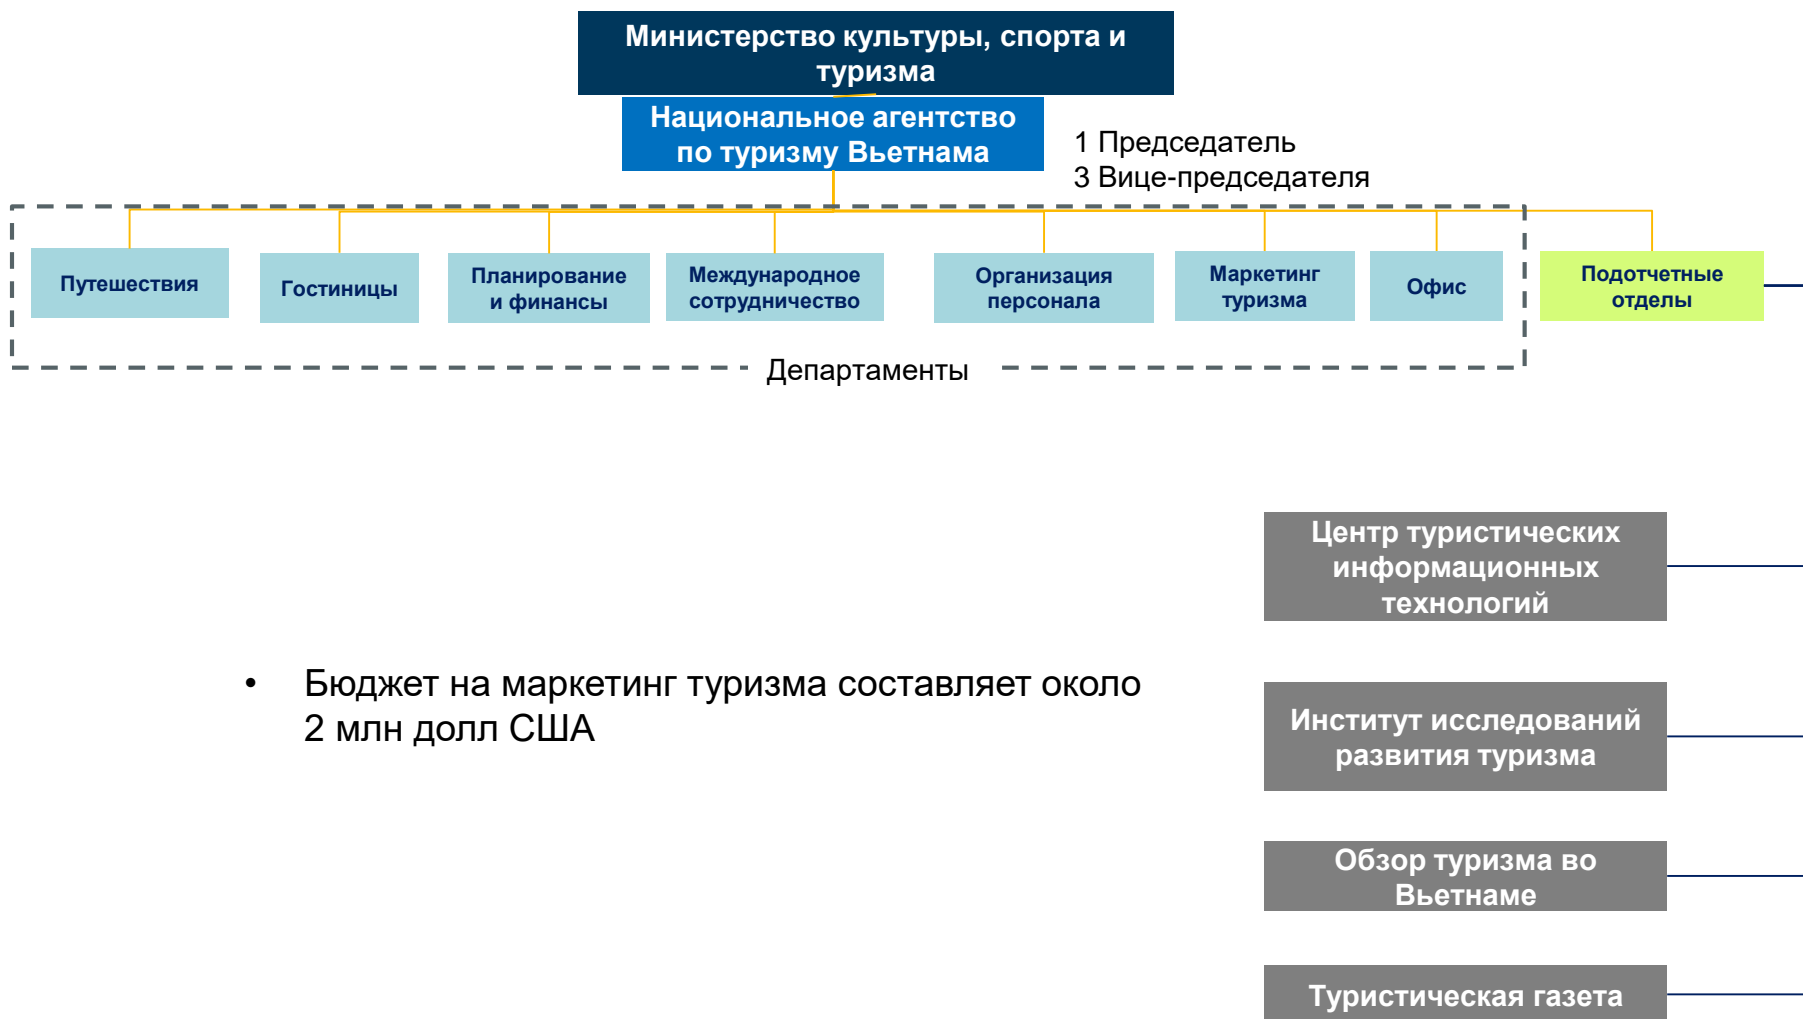 Министерство культуры, спорта и
туризма
Национальное агентство
по туризму Вьетнама
1 Председатель
3 Вице-председателя
Путешествия
Гостиницы
Планирование
и финансы
Международное
сотрудничество
Организация
персонала
Маркетинг
туризма
Офис
Подотчетные
отделы
Департаменты
Центр туристических
информационных
технологий
• Бюджет на маркетинг туризма составляет около
2 млн долл США
Институт исследований
развития туризма
Обзор туризма во
Вьетнаме
Туристическая газета